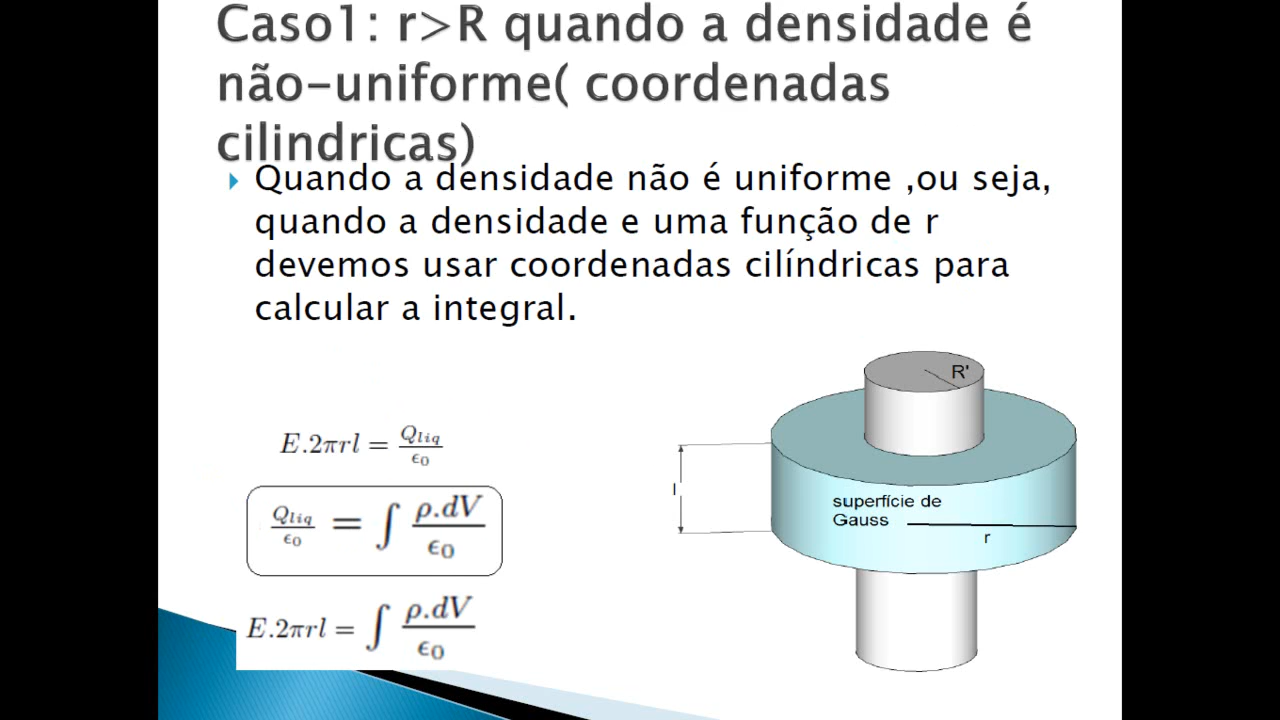 Caso1: r>R quando a densidade é
não-uniforme( coordenadas
cilindricas)
Quando a densidade não é uniforme ,ou seja,
quando a densidade e uma função de r
devemos usar coordenadas cilíndricas para
calcular a integral.
R'
E.2πrl = Q_liq/ϵ₀
l
superfície de
Gauss
r
Q_liq/ϵ₀ = ∫ ρ.dV/ϵ₀
E.2πrl = ∫ ρ.dV/ϵ₀